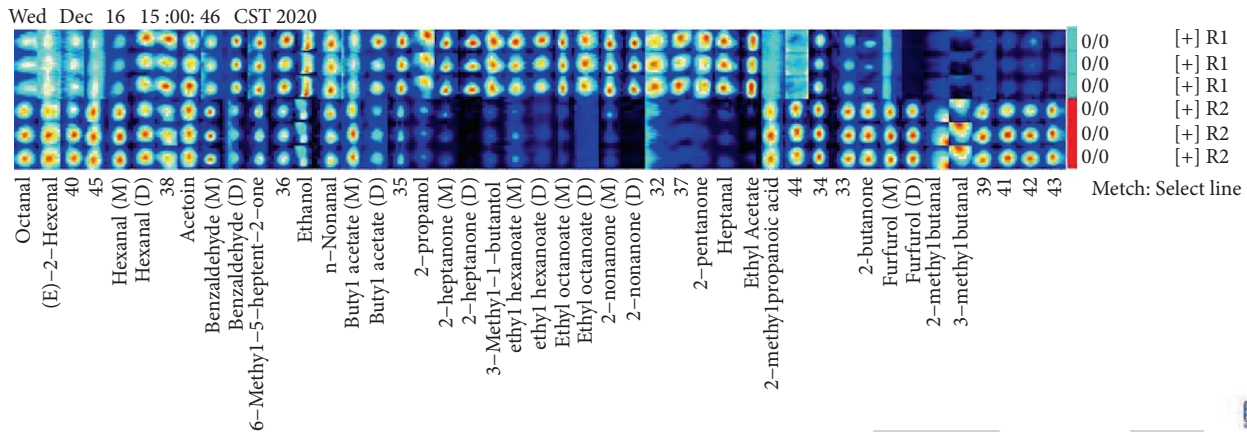 Wed Dec 16 15 :00: 46 CST 2020
0/0 [+] R1
0/0 [+] R1
0/0 [+] R1
0/0 [+] R2
0/0 [+] R2
0/0 [+] R2
Metch: Select line
Octanal
(E)−2−Hexenal
40
45
Hexanal (M)
Hexanal (D)
38
Acetoin
Benzaldehyde (M)
Benzaldehyde (D)
6−Methy1−5−heptent−2−one
36
Ethanol
n−Nonanal
Buty1 acetate (M)
Buty1 acetate (D)
35
2−propanol
2−heptanone (M)
2−heptanone (D)
3−Methy1−1−butantol
ethy1 hexanoate (M)
ethy1 hexanoate (D)
Ethy1 octanoate (M)
Ethy1 octanoate (D)
2−nonanone (M)
2−nonanone (D)
32
37
2−pentanone
Heptanal
Ethy1 Acetate
2−methy1propanoic acid
44
34
33
2-butanone
Furfurol (M)
Furfurol (D)
2−methy1butanal
3−methy1butanal
39
41
42
43